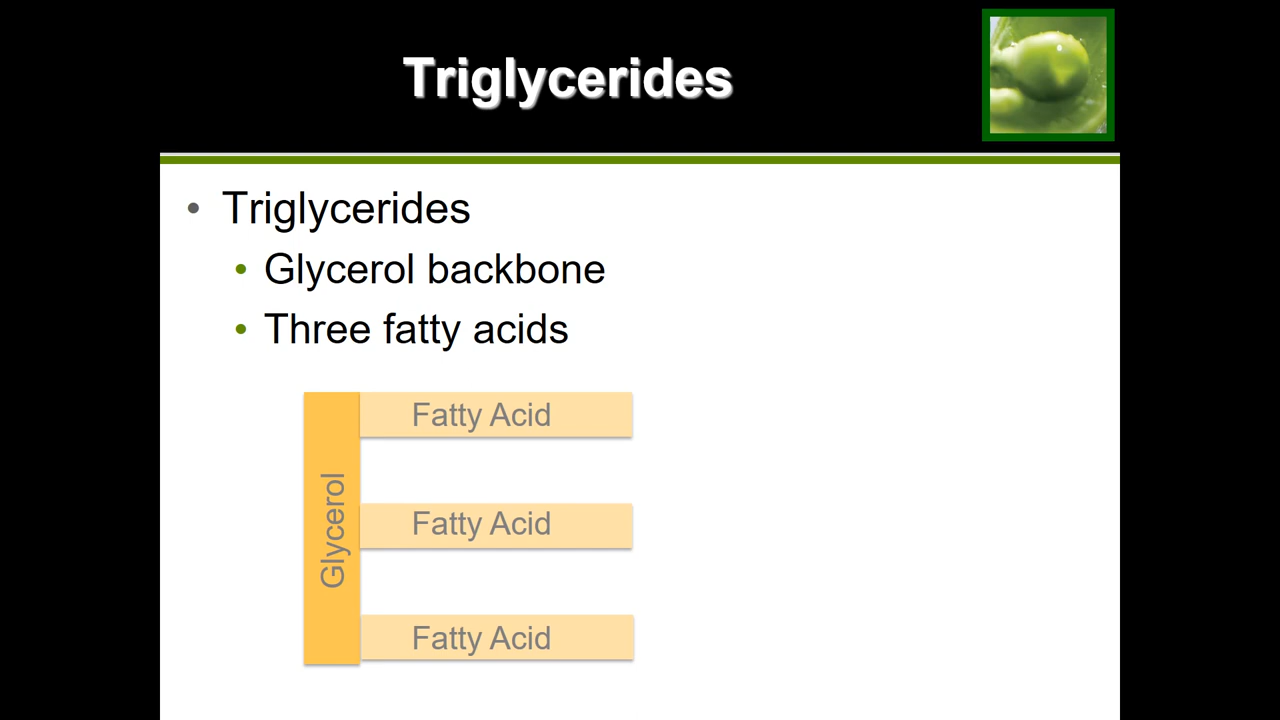 Triglycerides
• Triglycerides
• Glycerol backbone
• Three fatty acids
Fatty Acid
Glycerol
Fatty Acid
Fatty Acid